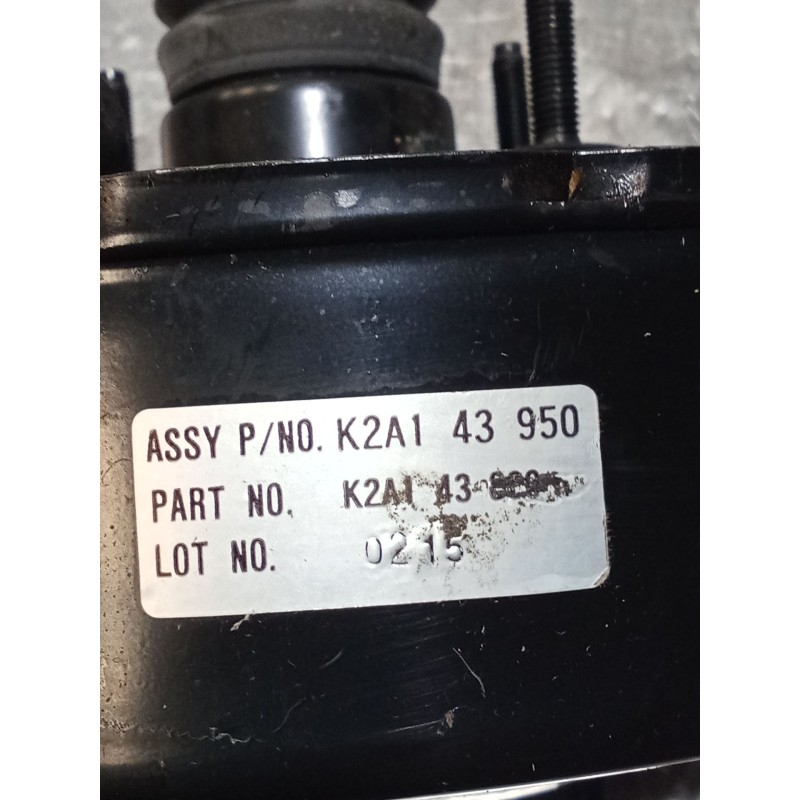 ASSY P/NO. K2A1 43 950
PART NO. K2A1 43
LOT NO. 0215